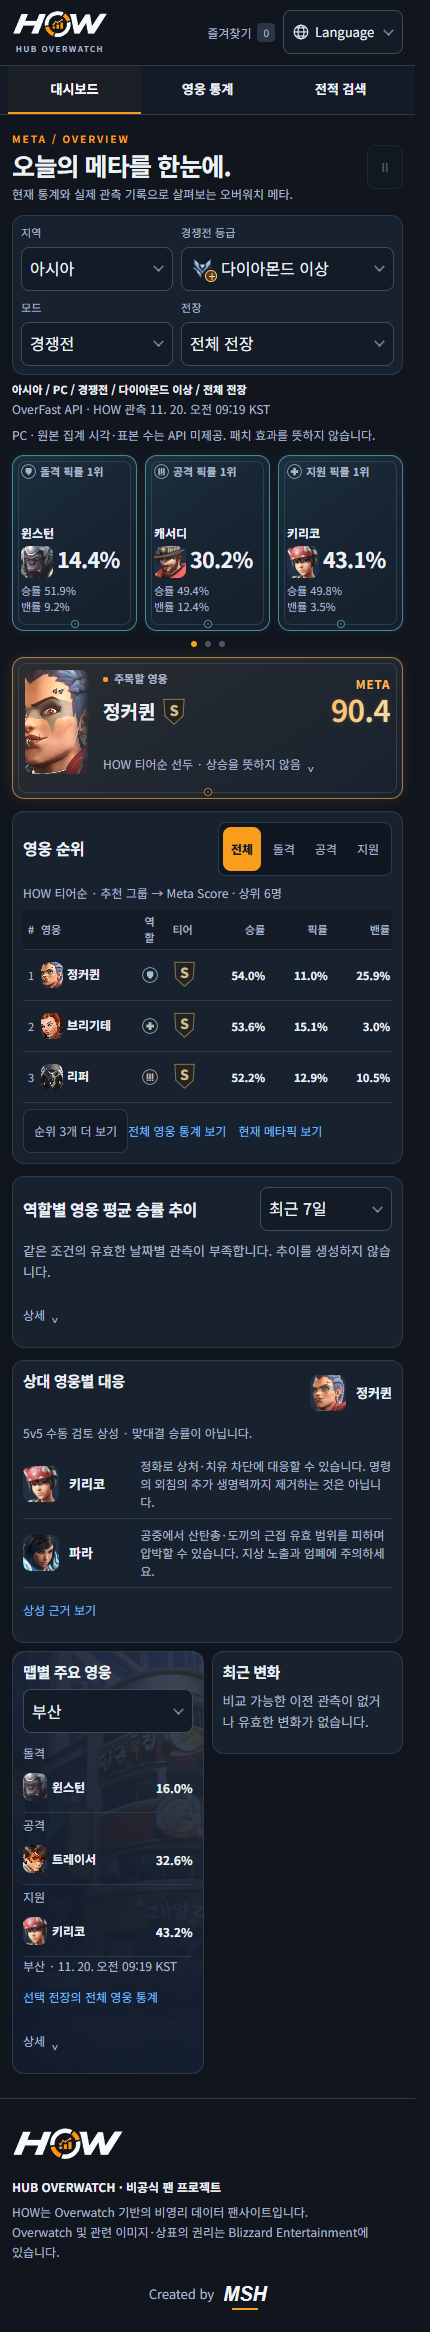 HOW
HUB OVERWATCH
즐겨찾기 0
Language
대시보드
영웅 통계
전적 검색
META / OVERVIEW
오늘의 메타를 한눈에.
현재 통계와 실제 관측 기록으로 살펴보는 오버워치 메타.
지역
경쟁전 등급
아시아
다이아몬드 이상
모드
전장
경쟁전
전체 전장
아시아 / PC / 경쟁전 / 다이아몬드 이상 / 전체 전장
OverFast API · HOW 관측 11. 20. 오전 09:19 KST
PC · 원본 집계 시각·표본 수는 API 미제공. 패치 효과를 뜻하지 않습니다.
돌격 픽률 1위
윈스턴
14.4%
승률 51.9%
밴률 9.2%
공격 픽률 1위
캐서디
30.2%
승률 49.4%
밴률 12.4%
지원 픽률 1위
키리코
43.1%
승률 49.8%
밴률 3.5%
주목할 영웅
META
정커퀸 S
90.4
HOW 티어순 선두 · 상승을 뜻하지 않음
영웅 순위
전체
돌격
공격
지원
HOW 티어순 · 추천 그룹 → Meta Score · 상위 6명
# 영웅 역할 티어 승률 픽률 밴률
1 정커퀸 S 54.0% 11.0% 25.9%
2 브리기테 S 53.6% 15.1% 3.0%
3 리퍼 S 52.2% 12.9% 10.5%
순위 3개 더 보기
전체 영웅 통계 보기
현재 메타픽 보기
역할별 영웅 평균 승률 추이
최근 7일
같은 조건의 유효한 날짜별 관측이 부족합니다. 추이를 생성하지 않습
니다.
상세
상대 영웅별 대응
정커퀸
5v5 수동 검토 상성 · 맞대결 승률이 아닙니다.
키리코
정화로 상처·치유 차단에 대응할 수 있습니다. 명령
의 외침의 추가 생명력까지 제거하는 것은 아닙니
다.
파라
공중에서 산탄총·도끼의 근접 유효 범위를 피하며
압박할 수 있습니다. 지상 노출과 엄폐에 주의하세
요.
상성 근거 보기
맵별 주요 영웅
부산
돌격
윈스턴 16.0%
공격
트레이서 32.6%
지원
키리코 43.2%
부산 · 11. 20. 오전 09:19 KST
선택 전장의 전체 영웅 통계
상세
최근 변화
비교 가능한 이전 관측이 없거
나 유효한 변화가 없습니다.
HOW
HUB OVERWATCH · 비공식 팬 프로젝트
HOW는 Overwatch 기반의 비영리 데이터 팬사이트입니다.
Overwatch 및 관련 이미지·상표의 권리는 Blizzard Entertainment에
있습니다.
Created by MSH